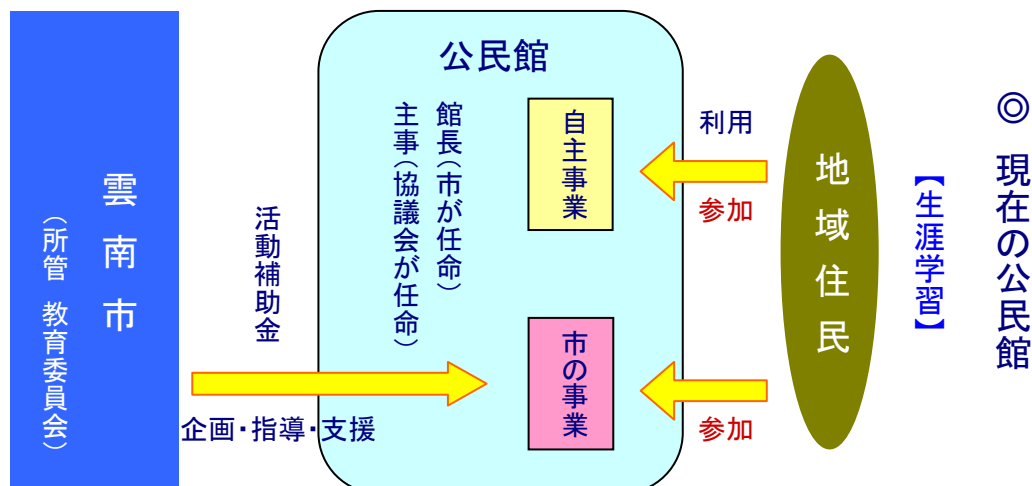 ◎ 現在の公民館
【生涯学習】
地域住民
利用
参加
参加
公民館
自主事業
市の事業
館長(市が任命)
主事(協議会が任命)
活動補助金
企画・指導・支援
雲南市
(所管 教育委員会)